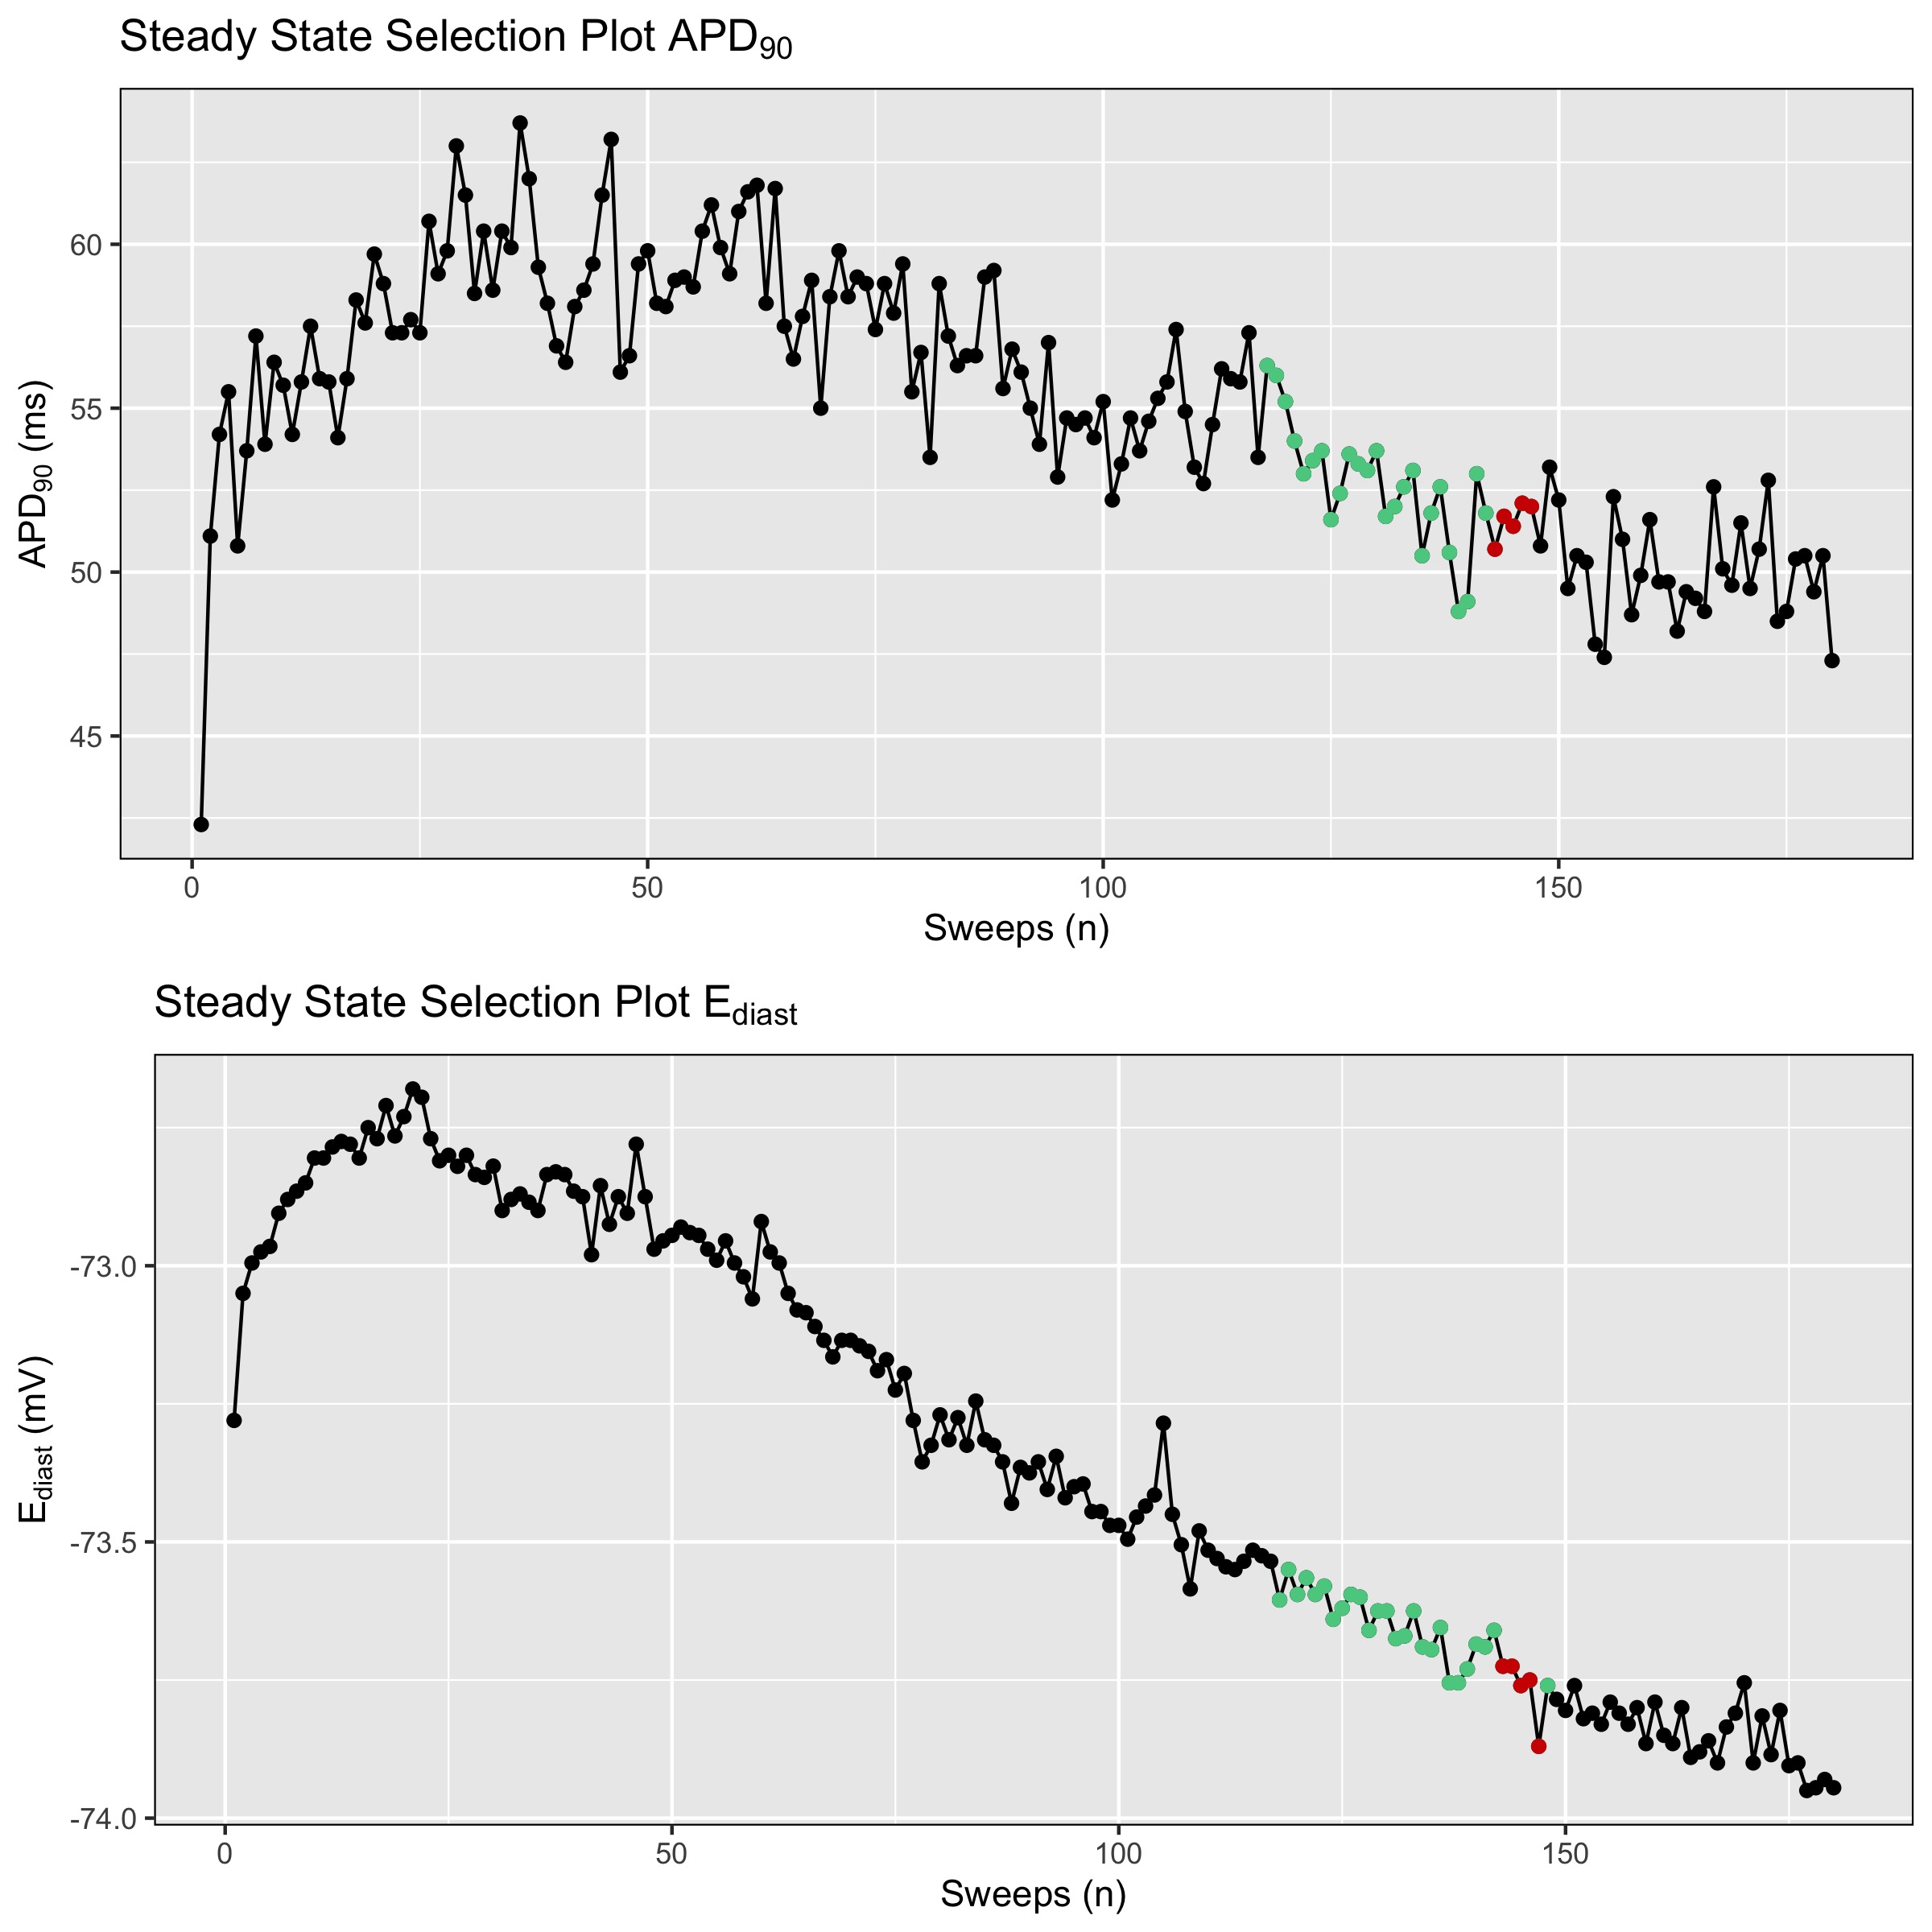 Steady State Selection Plot APD90
APD90 (ms)
60
55
50
45
0 50 100 150
Sweeps (n)
Steady State Selection Plot Ediast
Ediast (mV)
-73.0
-73.5
-74.0
0 50 100 150
Sweeps (n)